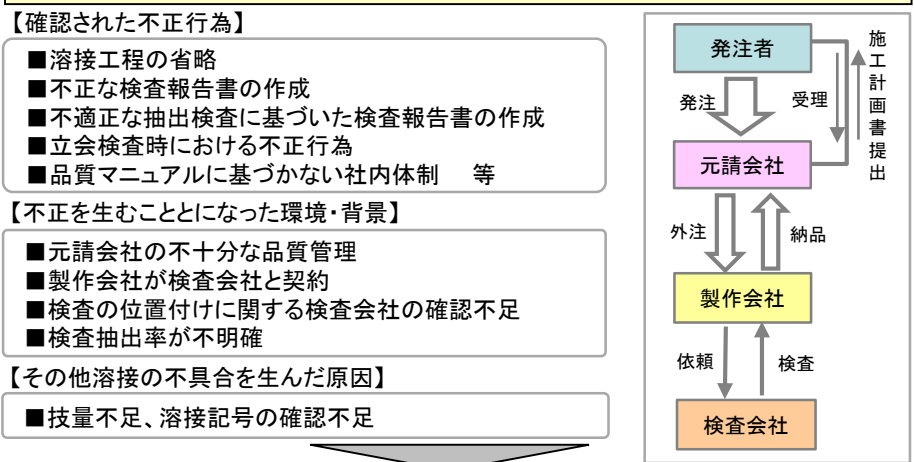 【確認された不正行為】
■溶接工程の省略
■不正な検査報告書の作成
■不適正な抽出検査に基づいた検査報告書の作成
■立会検査時における不正行為
■品質マニュアルに基づかない社内体制　等
【不正を生むこととになった環境・背景】
■元請会社の不十分な品質管理
■製作会社が検査会社と契約
■検査の位置付けに関する検査会社の確認不足
■検査抽出率が不明確
【その他溶接の不具合を生んだ原因】
■技量不足、溶接記号の確認不足
発注者
発注
受理
施工計画書提出
元請会社
外注
納品
製作会社
依頼
検査
検査会社